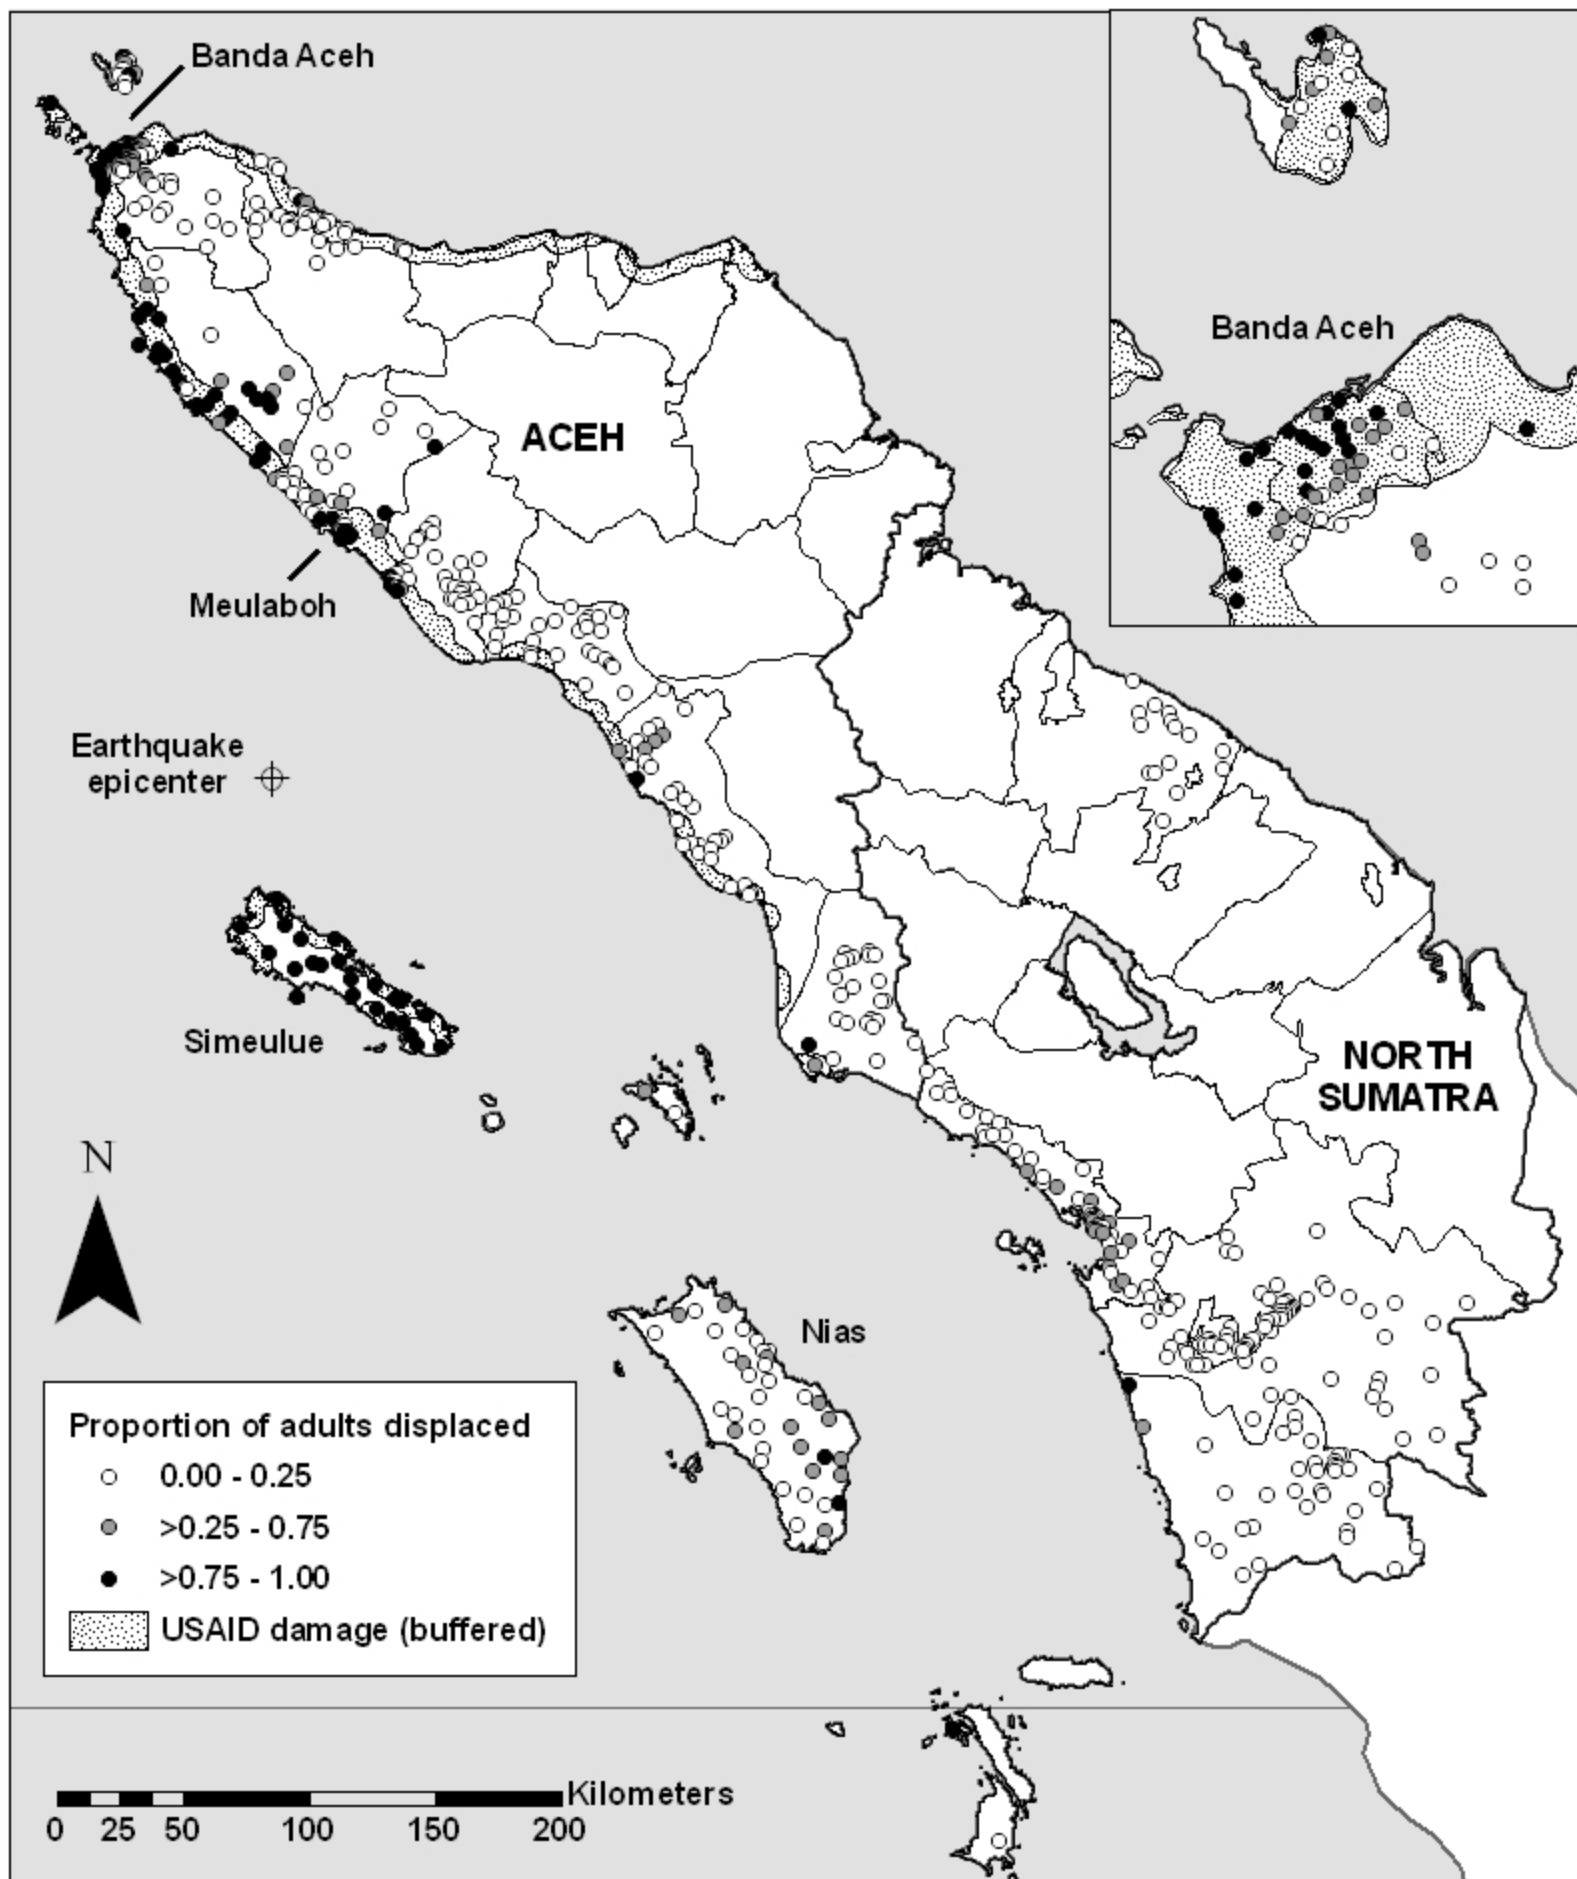 Banda Aceh
Banda Aceh
ACEH
Meulaboh
Earthquake
epicenter
Simeulue
NORTH
SUMATRA
N
Nias
Proportion of adults displaced
0.00 - 0.25
>0.25 - 0.75
>0.75 - 1.00
USAID damage (buffered)
Kilometers
0 25 50 100 150 200